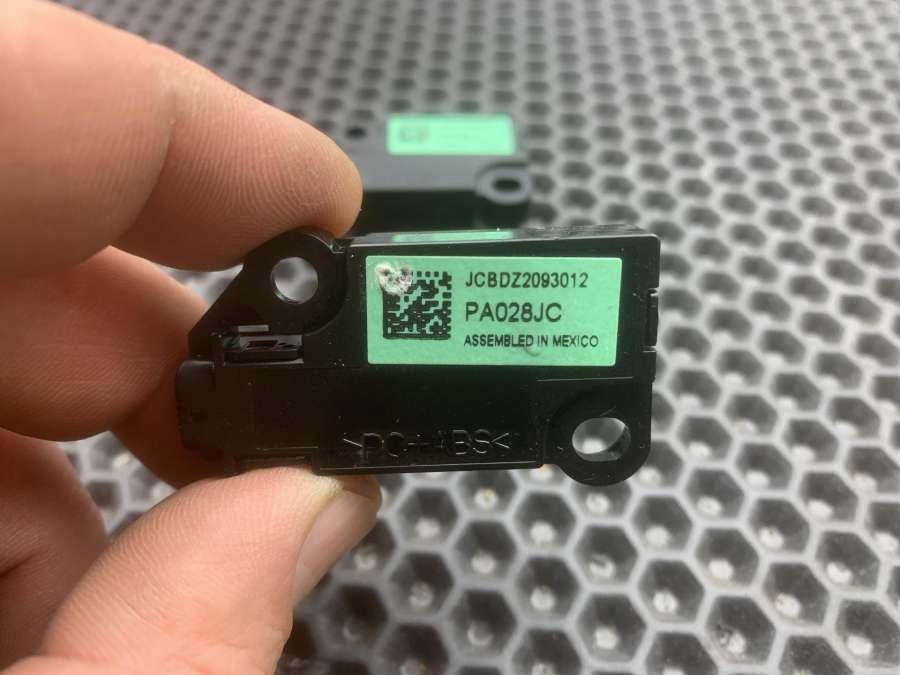 JCBDZ2093012
PA028JC
ASSEMBLED IN MEXICO
>PC+ABS<